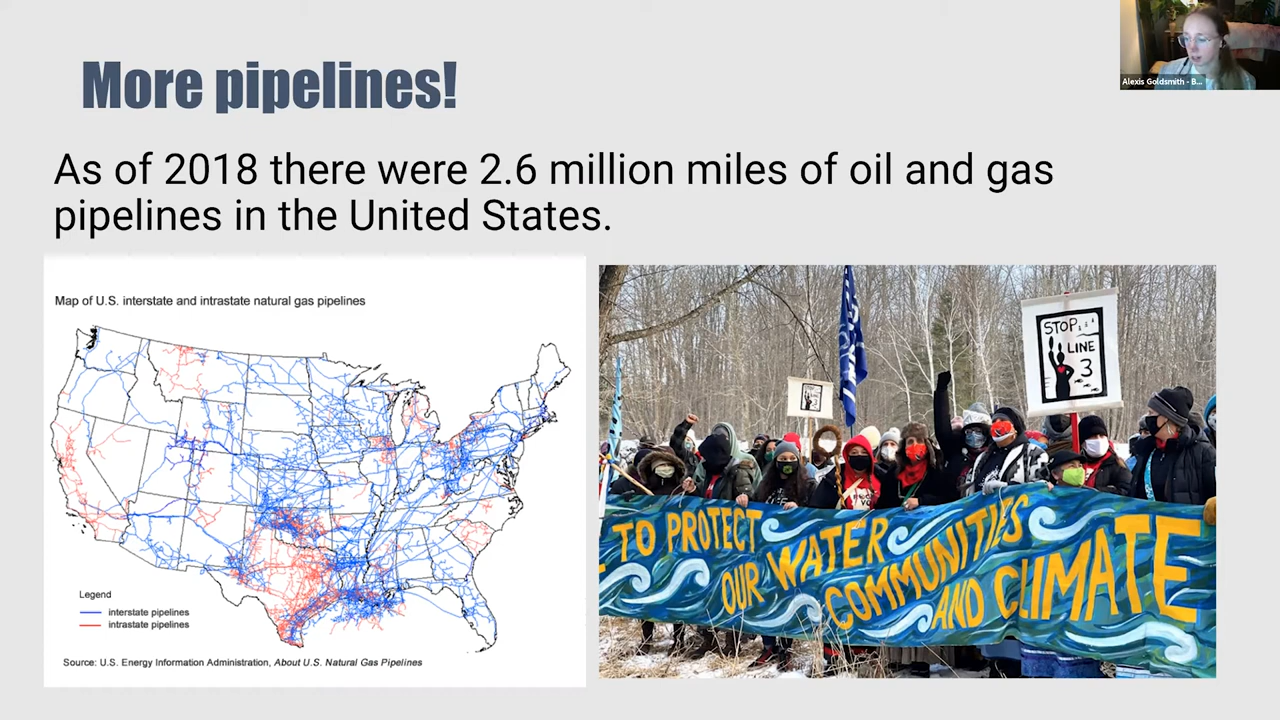 More pipelines!
Alexis Goldsmith - B...
As of 2018 there were 2.6 million miles of oil and gas
pipelines in the United States.
Map of U.S. interstate and intrastate natural gas pipelines
Legend
interstate pipelines
intrastate pipelines
Source: U.S. Energy Information Administration, About U.S. Natural Gas Pipelines
STOP
LINE
3
TO PROTECT
OUR WATER
COMMUNITIES
AND CLIMATE